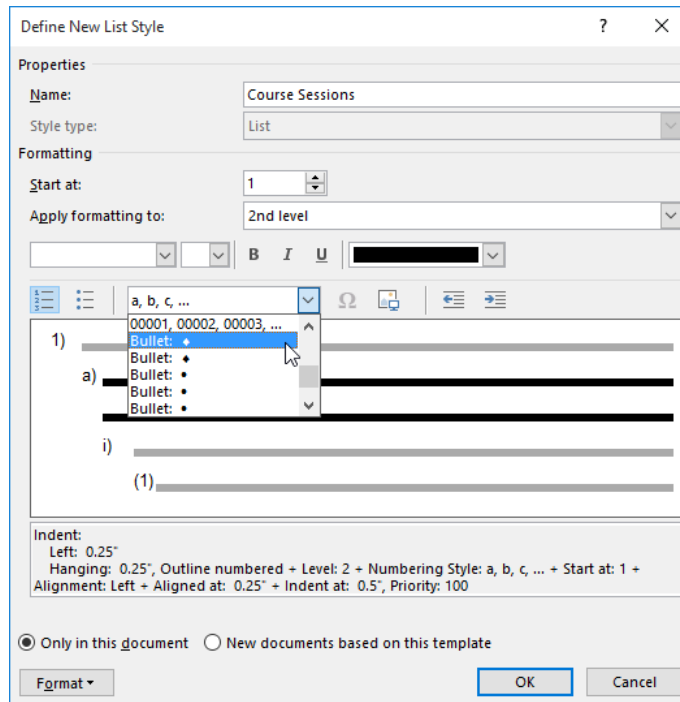 Define New List Style ?
Properties
Name: Course Sessions
Style type: List
Formatting
Start at: 1
Apply formatting to: 2nd level
B I U
a, b, c, ... Ω
00001, 00002, 00003, ...
1) Bullet: ♦
Bullet: ♦
a) Bullet: •
Bullet: •
Bullet: •
i)
(1)
Indent:
Left: 0.25"
Hanging: 0.25", Outline numbered + Level: 2 + Numbering Style: a, b, c, ... + Start at: 1 +
Alignment: Left + Aligned at: 0.25" + Indent at: 0.5", Priority: 100
Only in this document New documents based on this template
Format OK Cancel